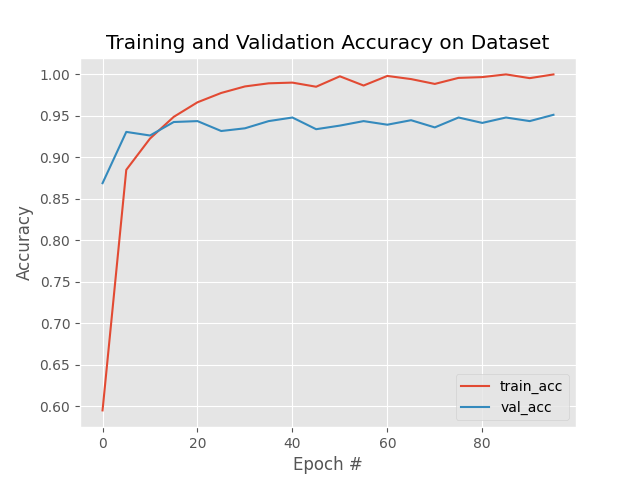 Training and Validation Accuracy on Dataset
1.00
0.95
0.90
0.85
0.80
0.75
0.70
0.65
0.60
Accuracy
0 20 40 60 80
Epoch #
train_acc
val_acc